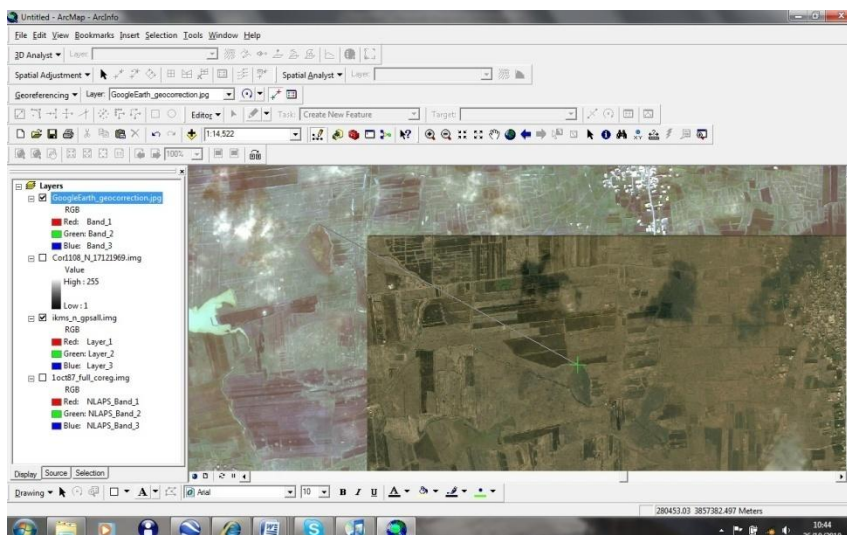 Untitled - ArcMap - ArcInfo
File Edit View Bookmarks Insert Selection Tools Window Help
3D Analyst Layer:
Spatial Adjustment Spatial Analyst Layer:
Georeferencing Layer: GoogleEarth_geocorrection.jpg
Editor Task: Create New Feature Target:
1:14,522
100%
Layers
GoogleEarth_geocorrection.jpg
RGB
Red: Band_1
Green: Band_2
Blue: Band_3
Cor1108_N_17121969.img
Value
High : 255
Low : 1
ikms_n_gpsall.img
RGB
Red: Layer_1
Green: Layer_2
Blue: Layer_3
1oct87_full_coreg.img
RGB
Red: NLAPS_Band_1
Green: NLAPS_Band_2
Blue: NLAPS_Band_3
Display Source Selection
Drawing A Arial 10 B I U A
280453.03 3857382.497 Meters
10:44